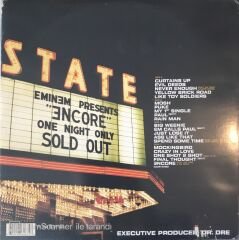 STATE
EMINEM PRESENTS
"ENCORE"
ONE NIGHT ONLY
SOLD OUT
CURTAINS UP
EVIL DEEDS
NEVER ENOUGH
YELLOW BRICK ROAD
LIKE TOY SOLDIERS
MOSH
PUKE
MY 1ST SINGLE
PAUL
RAIN MAN
BIG WEENIE
EM CALLS PAUL
JUST LOSE IT
ASS LIKE THAT
SPEND SOME TIME
MOCKINGBIRD
CRAZY IN LOVE
ONE SHOT 2 SHOT
FINAL THOUGHT
ENCORE
ile tarandı
EXECUTIVE PRODUCER: DR. DRE